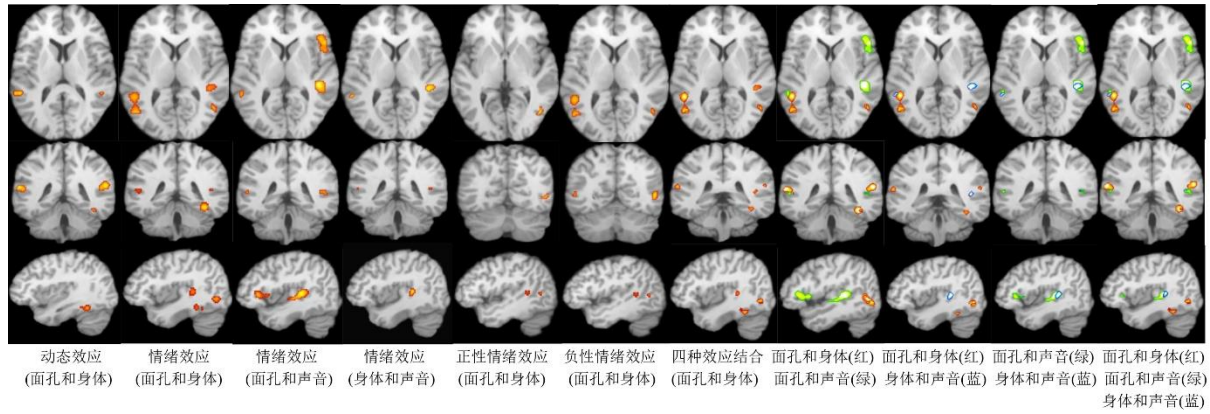 动态效应 情绪效应 情绪效应 情绪效应 正性情绪效应 负性情绪效应 四种效应结合 面孔和身体(红) 面孔和身体(红) 面孔和声音(绿) 面孔和身体(红)
(面孔和身体) (面孔和身体) (面孔和声音) (身体和声音) (面孔和身体) (面孔和身体) (面孔和身体) 面孔和声音(绿) 身体和声音(蓝) 身体和声音(蓝) 面孔和声音(绿)
身体和声音(蓝)